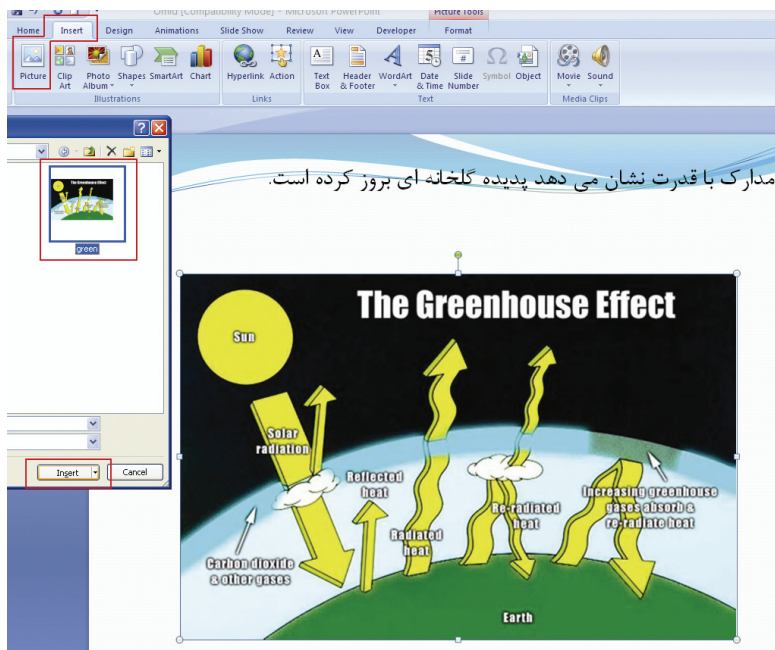 Omid [Compatibility Mode] - Microsoft PowerPoint
Picture Tools
Home Insert Design Animations Slide Show Review View Developer Format
Picture Clip Art Photo Album Shapes SmartArt Chart Hyperlink Action Text Box Header & Footer WordArt Date & Time Slide Number Symbol Object Movie Sound
Illustrations Links Text Media Clips
green
Insert Cancel
مدارک با قدرت نشان می دهد پدیده گلخانه ای بروز کرده است.
The Greenhouse Effect
Sun
Solar
radiation
Reflected
heat
Increasing greenhouse
gases absorb &
re-radiate heat
Re-radiated
heat
Radiated
heat
Carbon dioxide
& other gases
Earth